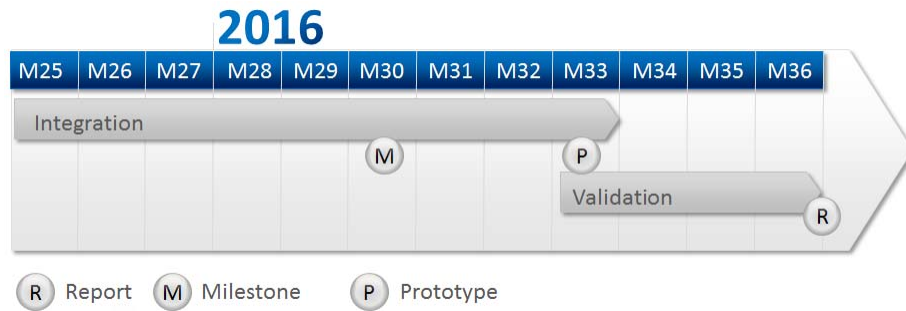 2016
M25 M26 M27 M28 M29 M30 M31 M32 M33 M34 M35 M36
Integration
M P
Validation
R
R Report M Milestone P Prototype